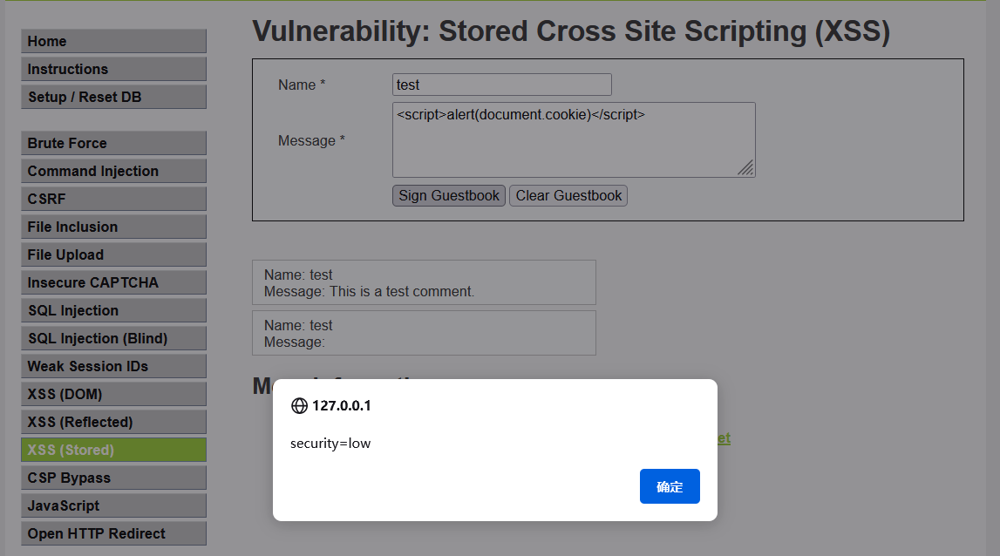 Home
Instructions
Setup / Reset DB
Brute Force
Command Injection
CSRF
File Inclusion
File Upload
Insecure CAPTCHA
SQL Injection
SQL Injection (Blind)
Weak Session IDs
XSS (DOM)
XSS (Reflected)
XSS (Stored)
CSP Bypass
JavaScript
Open HTTP Redirect
Vulnerability: Stored Cross Site Scripting (XSS)
Name * test
Message * <script>alert(document.cookie)</script>
Sign Guestbook Clear Guestbook
Name: test
Message: This is a test comment.
Name: test
Message:
127.0.0.1
security=low
确定